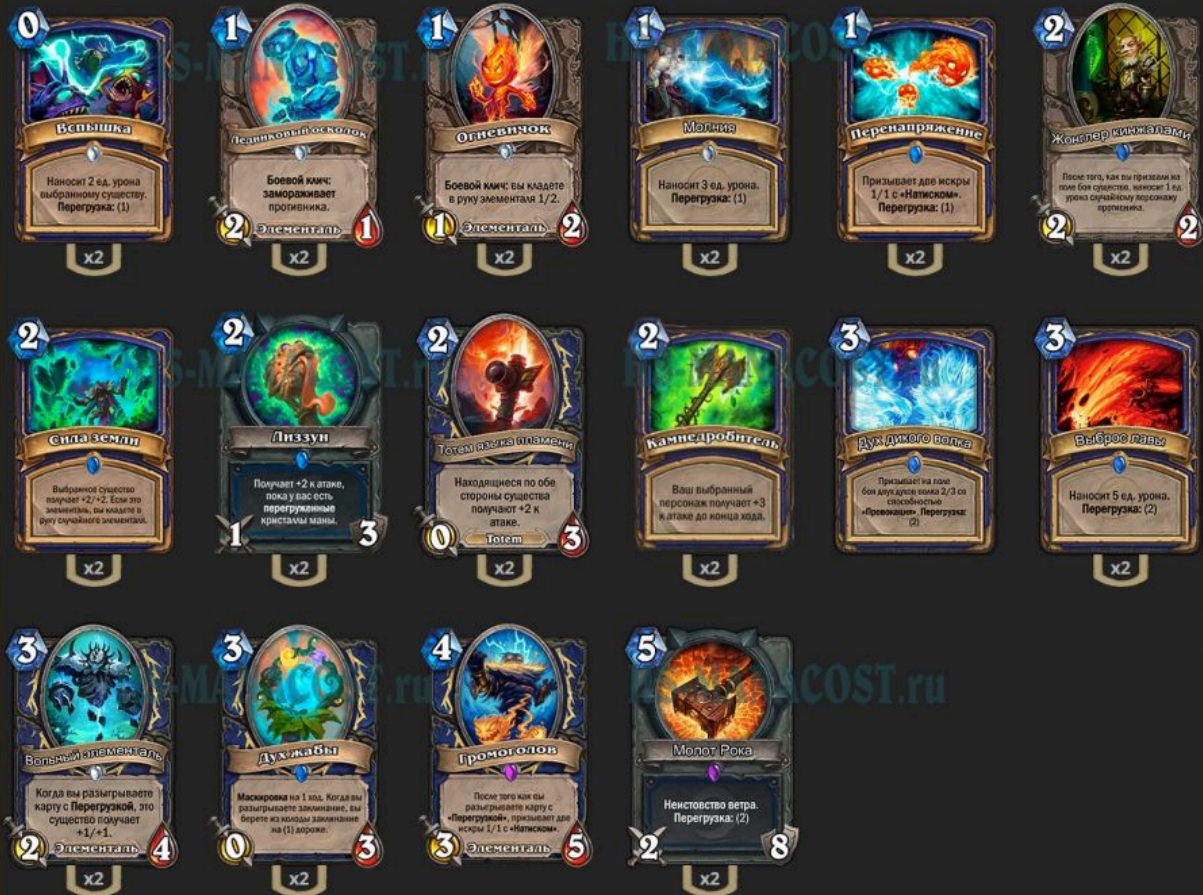 0
Вспышка
Наносит 2 ед. урона
выбранному существу.
Перегрузка: (1)
x2
1
Ледниковый осколок
Боевой клич:
замораживает
противника.
2
Элементаль
1
x2
1
Огневичок
Боевой клич: вы кладете
в руку элементаля 1/2.
1
Элементаль
2
x2
1
Молния
Наносит 3 ед. урона.
Перегрузка: (1)
x2
1
Перенапряжение
Призывает две искры
1/1 с «Натиском».
Перегрузка: (1)
x2
2
Жонглер кинжалами
После того, как вы призвали на
поле боя существо, наносит 1 ед.
урона случайному персонажу
противника.
2
2
x2
2
Сила земли
Выбранное существо
получает +2/+2. Если это
элементаль, вы кладете в
руку случайного элементаля.
x2
2
Лиззун
Получает +2 к атаке,
пока у вас есть
перегруженные
кристаллы маны.
1
3
x2
2
Тотем языка пламени
Находящиеся по обе
стороны существа
получают +2 к
атаке.
0
Totem
3
x2
2
Камнедробитель
Ваш выбранный
персонаж получает +3
к атаке до конца хода.
x2
3
Дух дикого волка
Призывает на поле
боя двух духов волка 2/3 со
способностью
«Провокация». Перегрузка:
(2)
3
Выброс лавы
Наносит 5 ед. урона.
Перегрузка: (2)
x2
3
Вольный элементаль
Когда вы разыгрываете
карту с Перегрузкой, это
существо получает
+1/+1.
2
Элементаль
4
x2
3
Дух жабы
Маскировка на 1 ход. Когда вы
разыгрываете заклинание, вы
берете из колоды заклинание
на (1) дороже.
0
3
x2
4
Громоголов
После того как вы
разыгрываете карту с
«Перегрузкой», призывает две
искры 1/1 с «Натиском».
3
Элементаль
5
5
Молот Рока
Неистовство ветра.
Перегрузка: (2)
2
8
x2